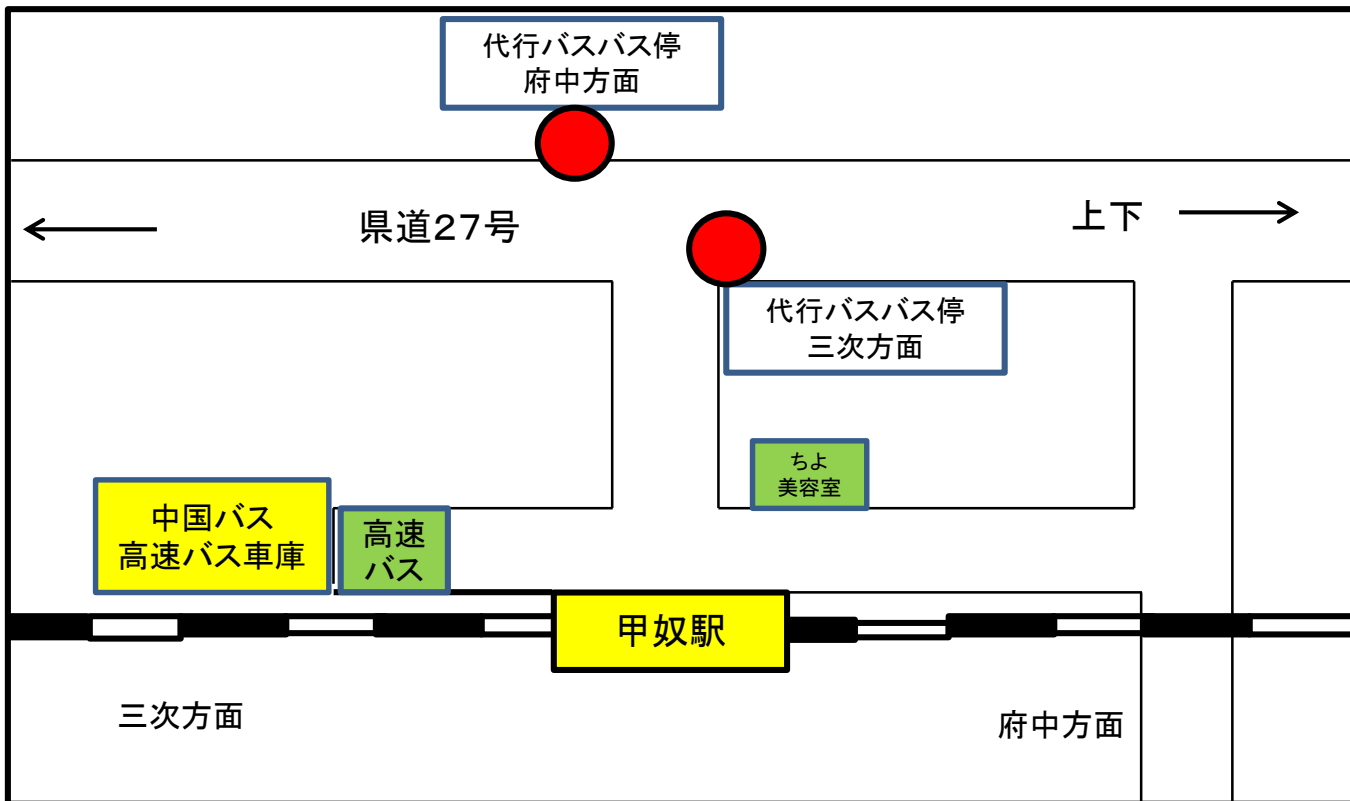 代行バスバス停
府中方面
県道27号
上下
代行バスバス停
三次方面
ちよ
美容室
中国バス
高速バス車庫
高速
バス
甲奴駅
三次方面
府中方面